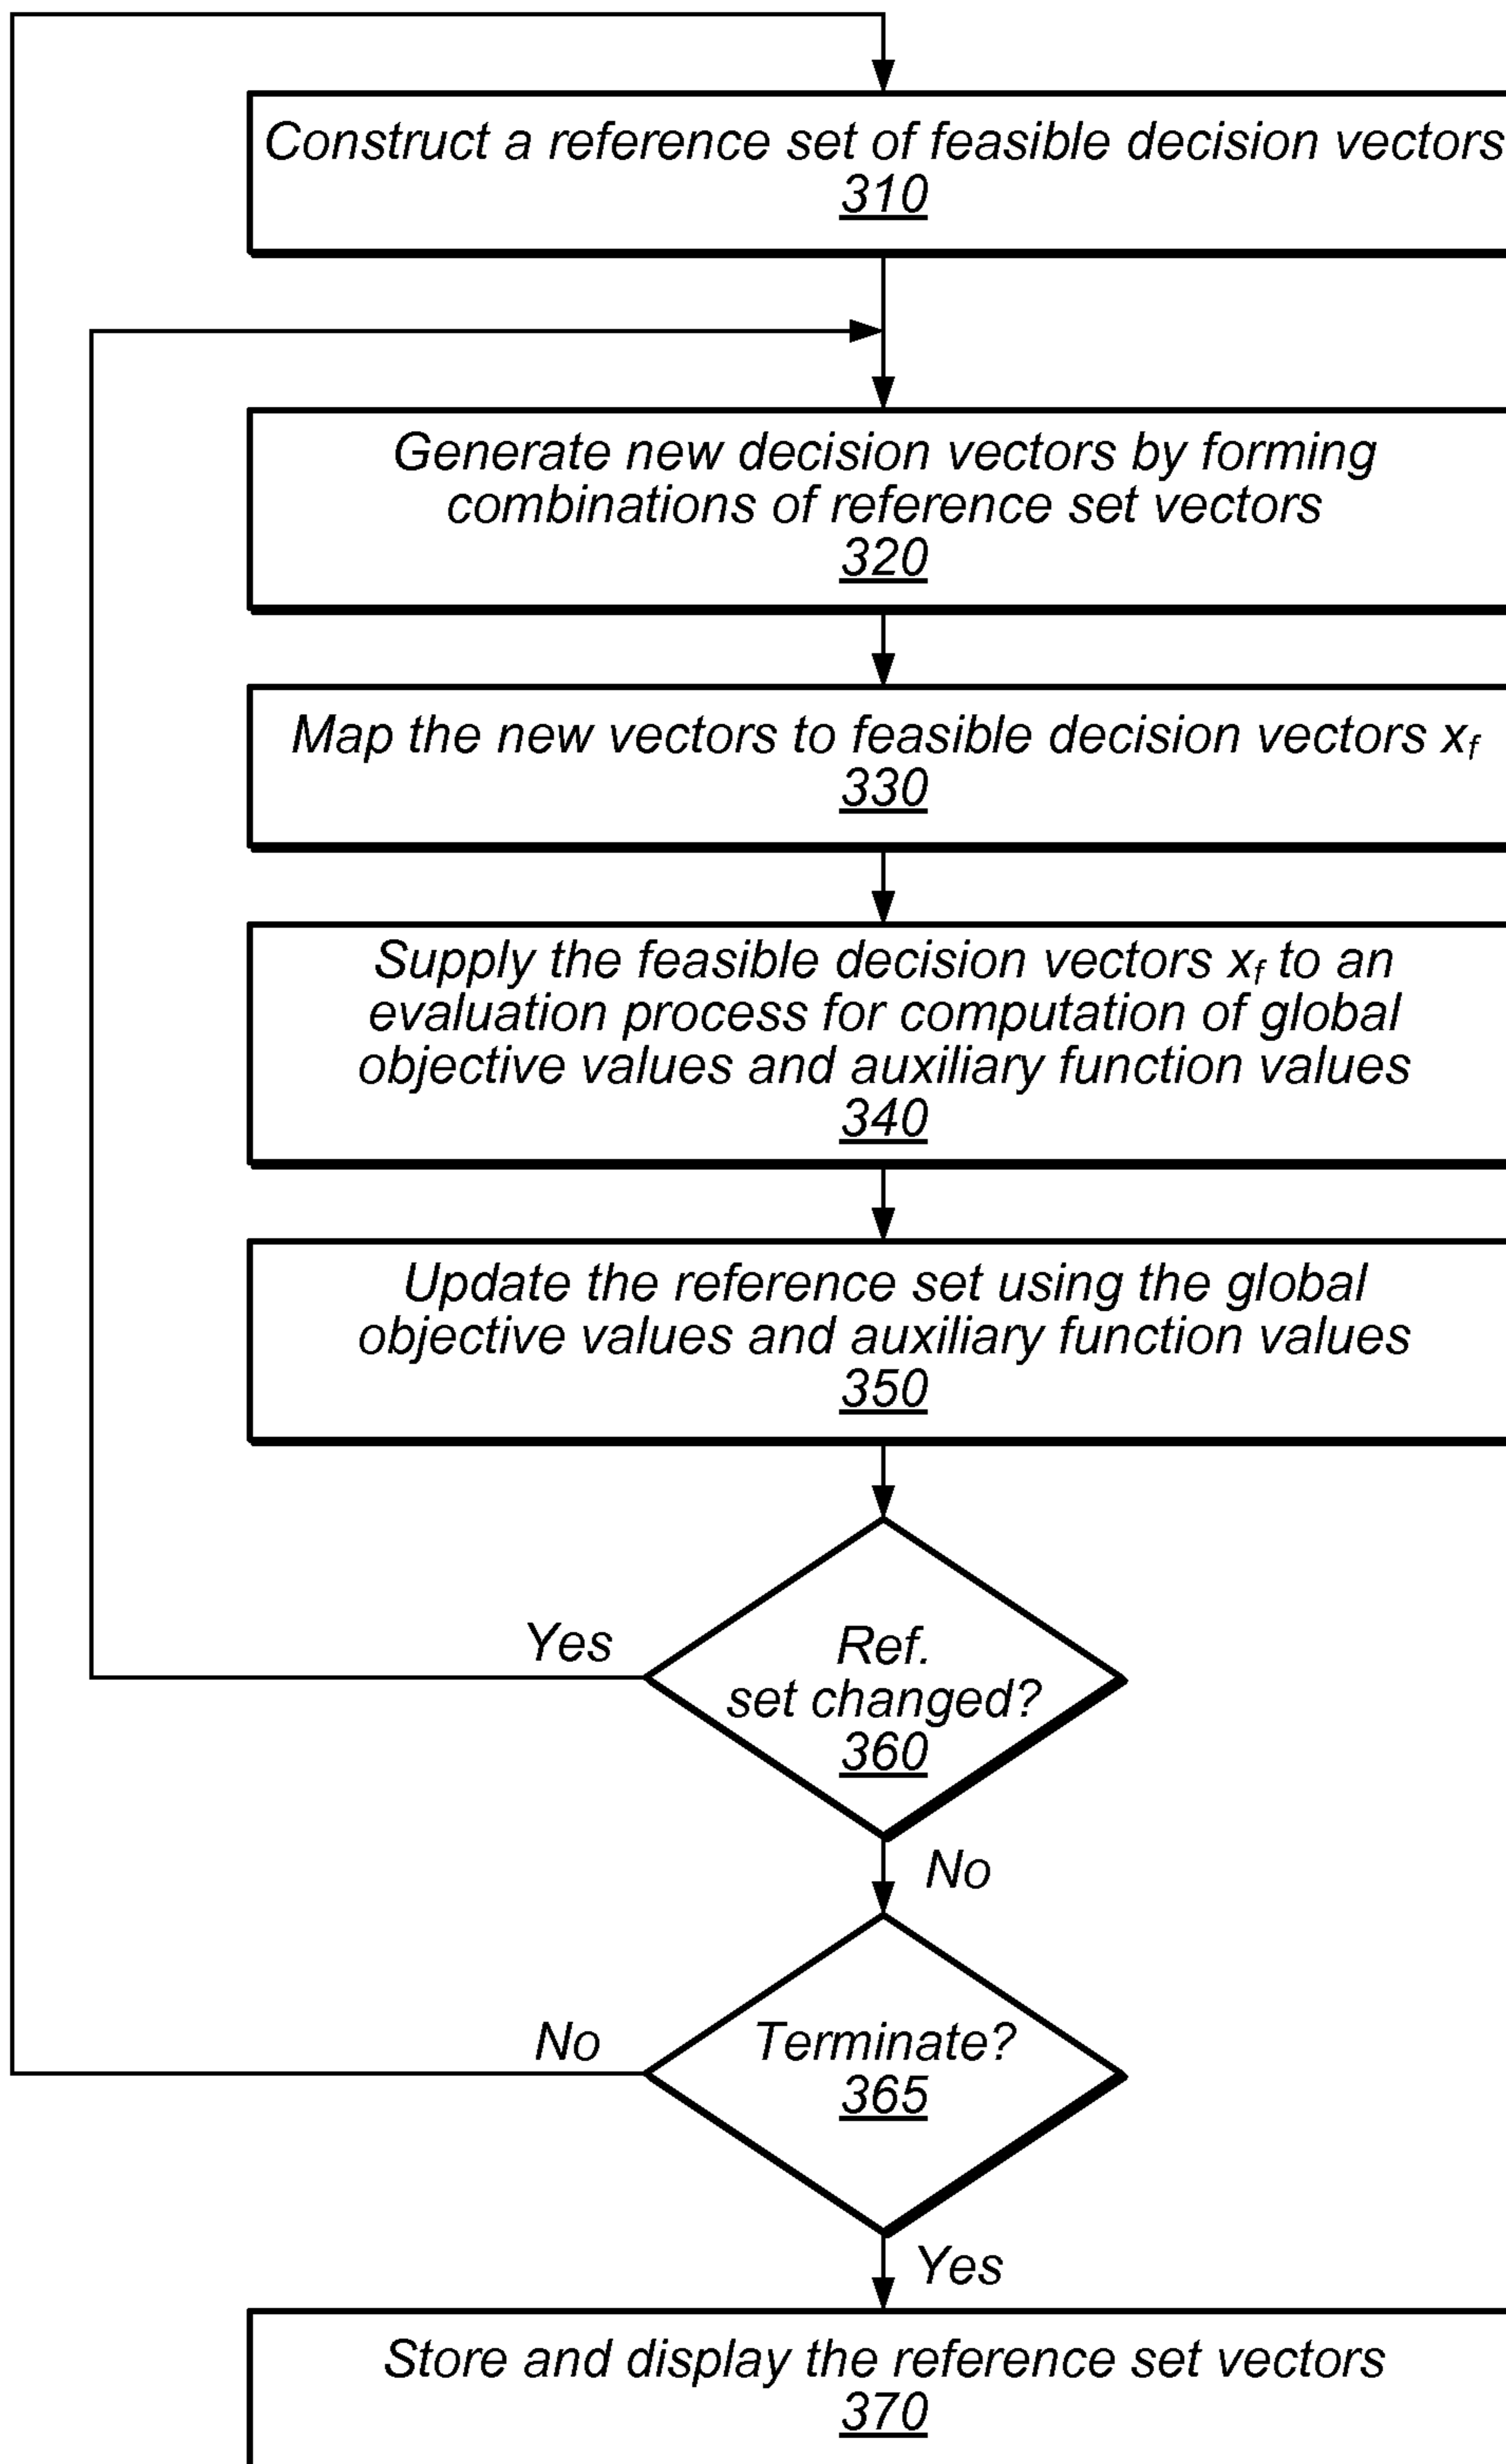 Construct a reference set of feasible decision vectors
310
Generate new decision vectors by forming
combinations of reference set vectors
320
Map the new vectors to feasible decision vectors xf
330
Supply the feasible decision vectors xf to an
evaluation process for computation of global
objective values and auxiliary function values
340
Update the reference set using the global
objective values and auxiliary function values
350
Yes
Ref.
set changed?
360
No
No
Terminate?
365
Yes
Store and display the reference set vectors
370